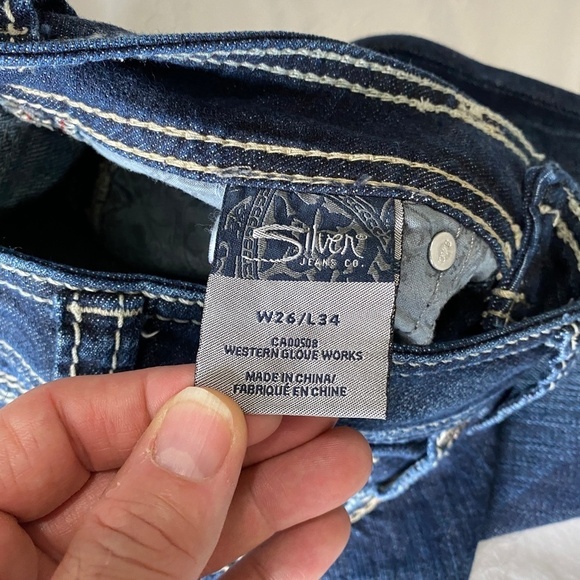 Silver®
JEANS CO.
W26/L34
CA00508
WESTERN GLOVE WORKS
MADE IN CHINA/
FABRIQUÉ EN CHINE